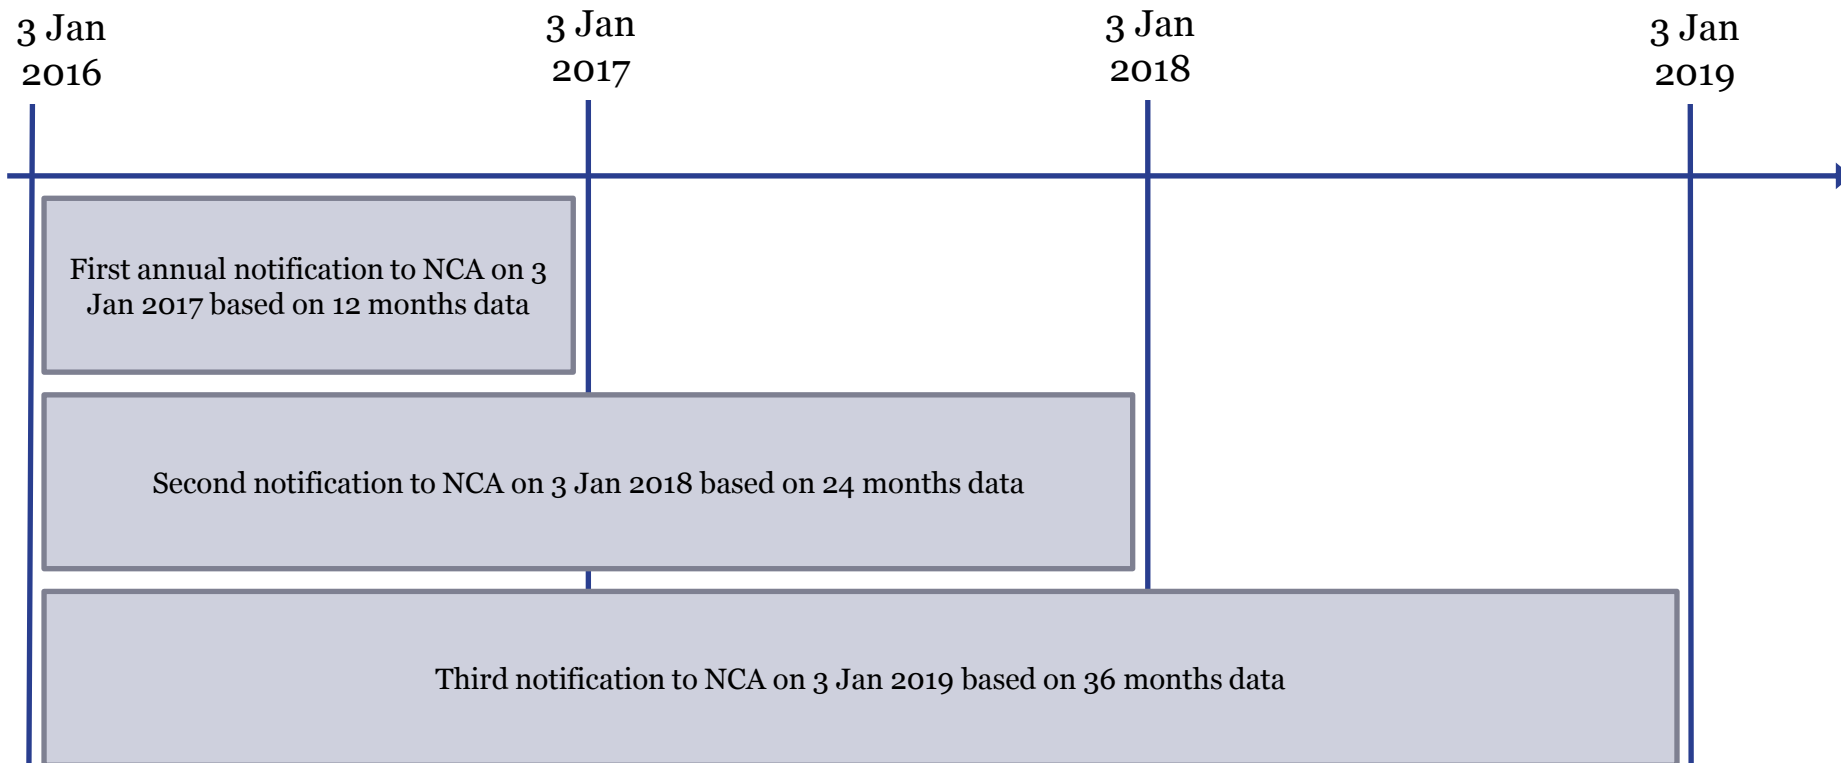 3 Jan
2016
3 Jan
2017
3 Jan
2018
3 Jan
2019
First annual notification to NCA on 3
Jan 2017 based on 12 months data
Second notification to NCA on 3 Jan 2018 based on 24 months data
Third notification to NCA on 3 Jan 2019 based on 36 months data